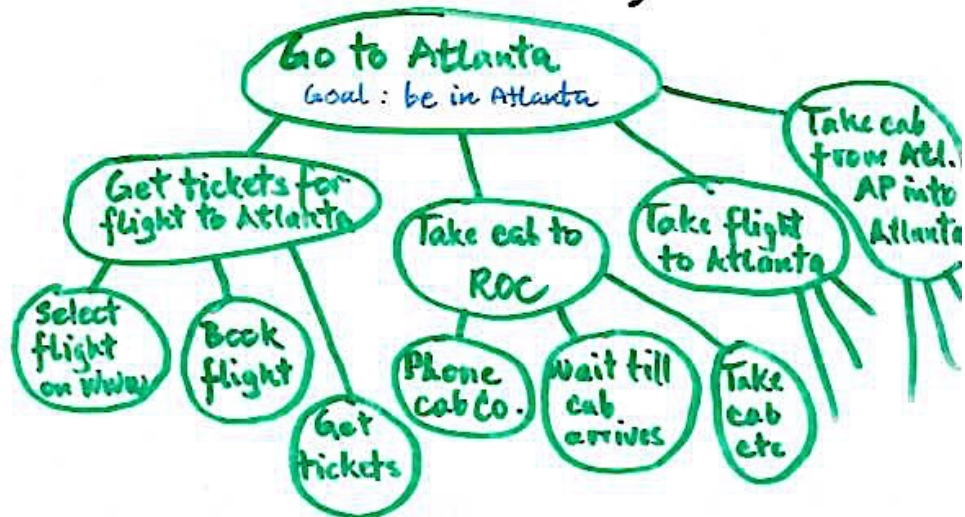 Go to Atlanta
Goal: be in Atlanta
Take cab
from Atl.
AP into
Atlanta
Get tickets for
flight to Atlanta
Take cab to
ROC
Take flight
to Atlanta
Select
flight
on WWW
Book
flight
Get
tickets
Phone
cab Co.
Wait till
cab
arrives
Take
cab
etc